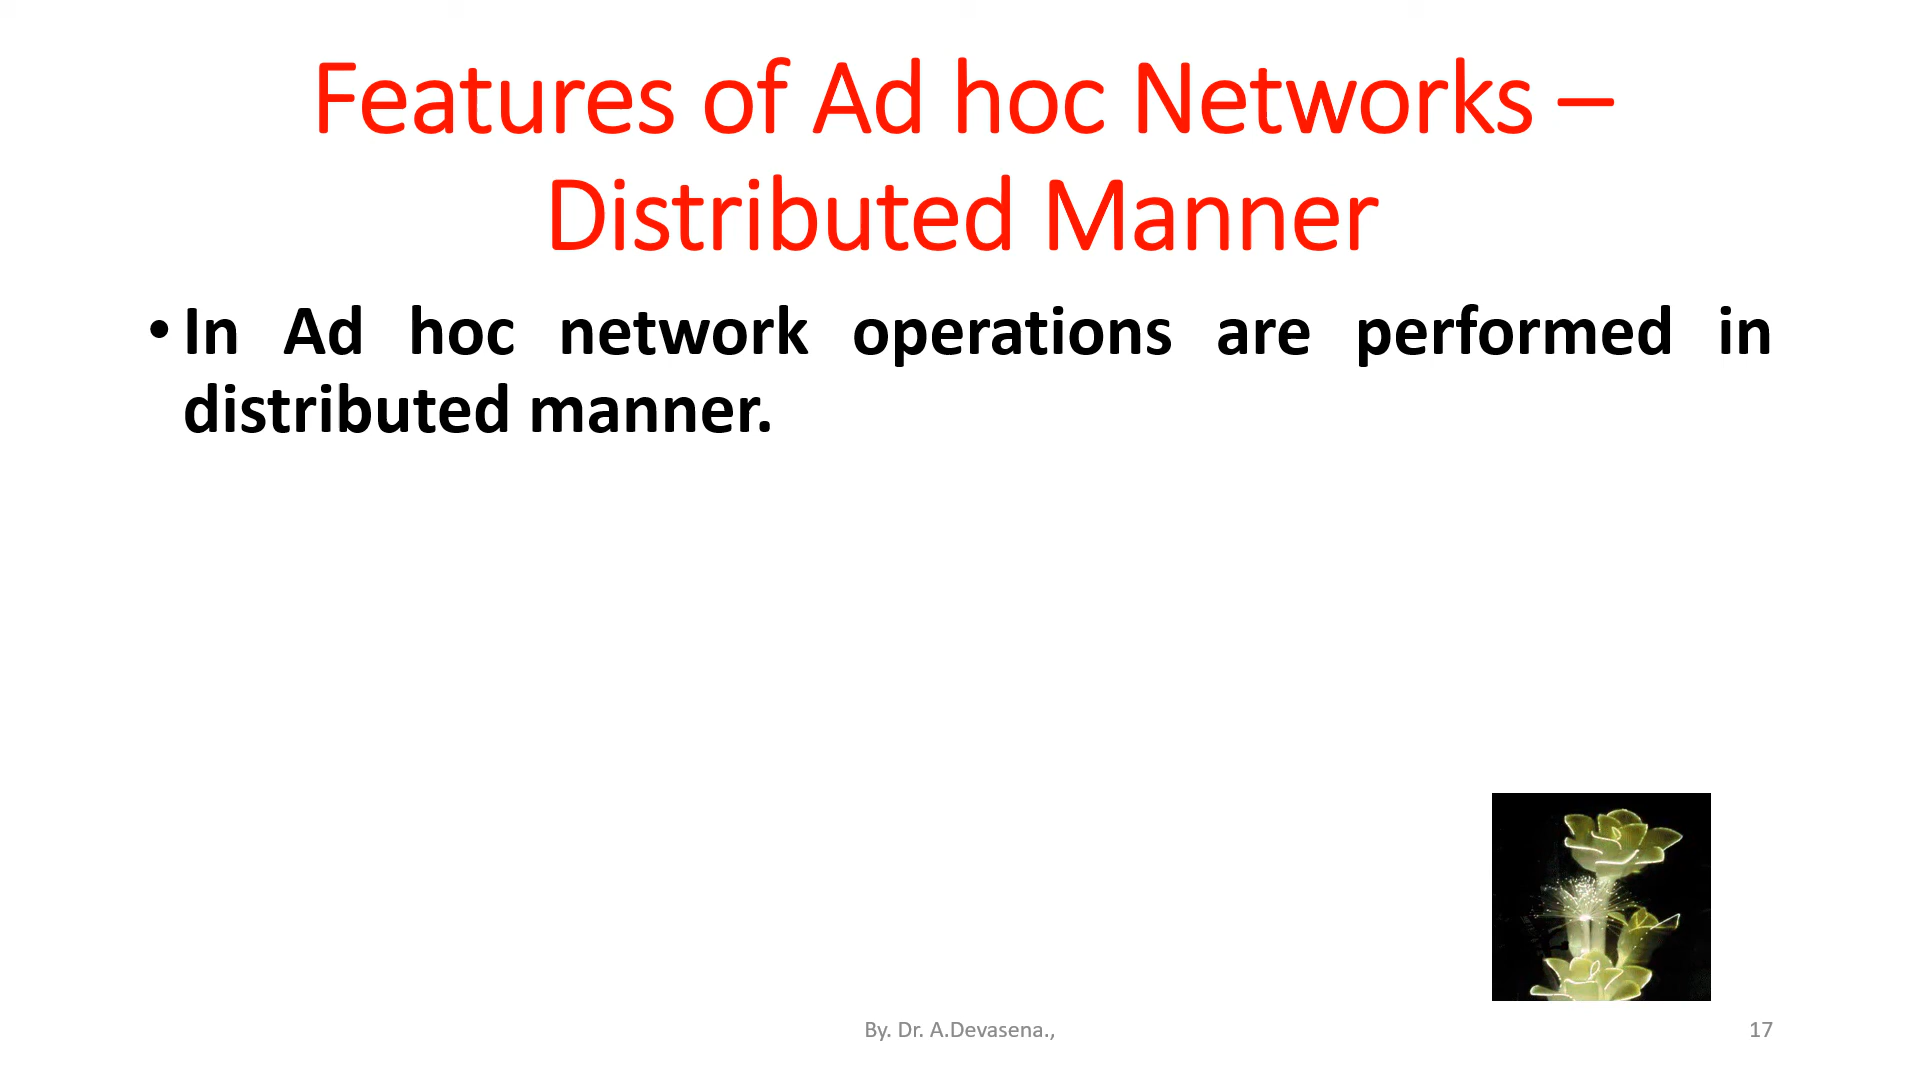 Features of Ad hoc Networks –
Distributed Manner
• In Ad hoc network operations are performed in
distributed manner.
By. Dr. A.Devasena.,
17